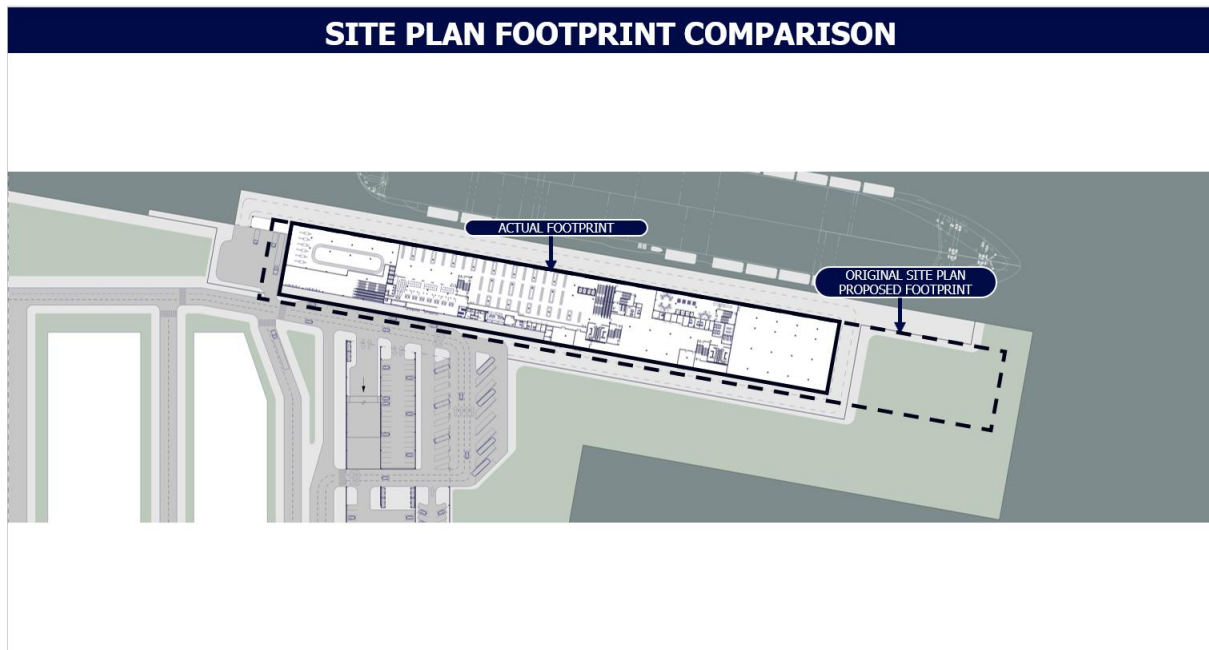 SITE PLAN FOOTPRINT COMPARISON
ACTUAL FOOTPRINT
ORIGINAL SITE PLAN
PROPOSED FOOTPRINT